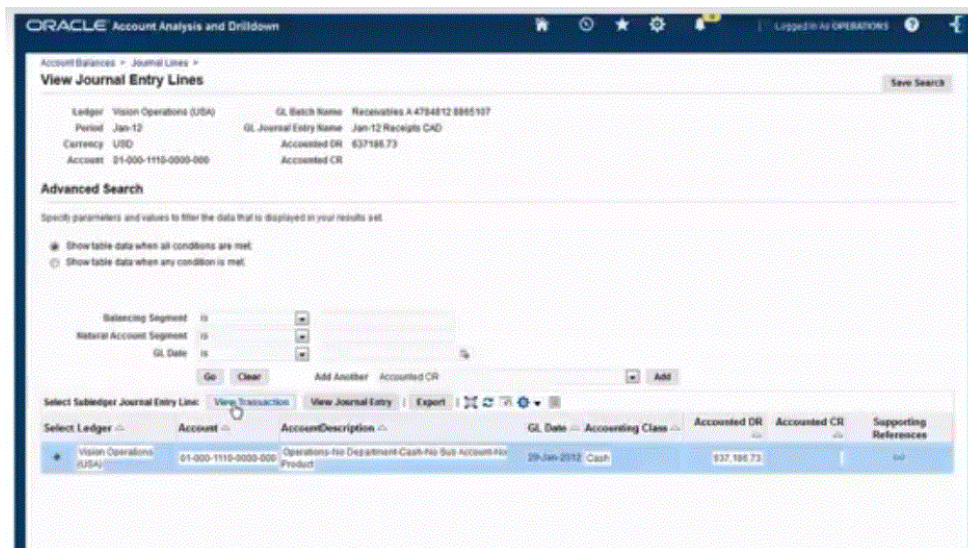 ORACLE Account Analysis and Drilldown
Logged In As OPERATIONS
Account Balances > Journal Lines >
View Journal Entry Lines
Save Search
Ledger Vision Operations (USA) GL Batch Name Receivables A 4784812 8865107
Period Jan-12 GL Journal Entry Name Jan-12 Receipts CAD
Currency USD Accounted DR 637186.73
Account 01-000-1110-0000-000 Accounted CR
Advanced Search
Specify parameters and values to filter the data that is displayed in your results set.
Show table data when all conditions are met.
Show table data when any condition is met.
Balancing Segment is
Natural Account Segment is
GL Date is
Go Clear Add Another Accounted CR Add
Select Subledger Journal Entry Line: View Transaction View Journal Entry | Export |
Select Ledger Account AccountDescription GL Date Accounting Class Accounted DR Accounted CR Supporting References
Vision Operations (USA) 01-000-1110-0000-000 Operations-No Department-Cash-No Sub Account-No Product 29-Jan-2012 Cash 637,186.73